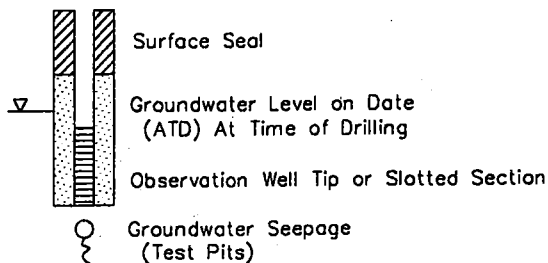 Surface Seal
Groundwater Level on Date
(ATD) At Time of Drilling
Observation Well Tip or Slotted Section
Groundwater Seepage
(Test Pits)